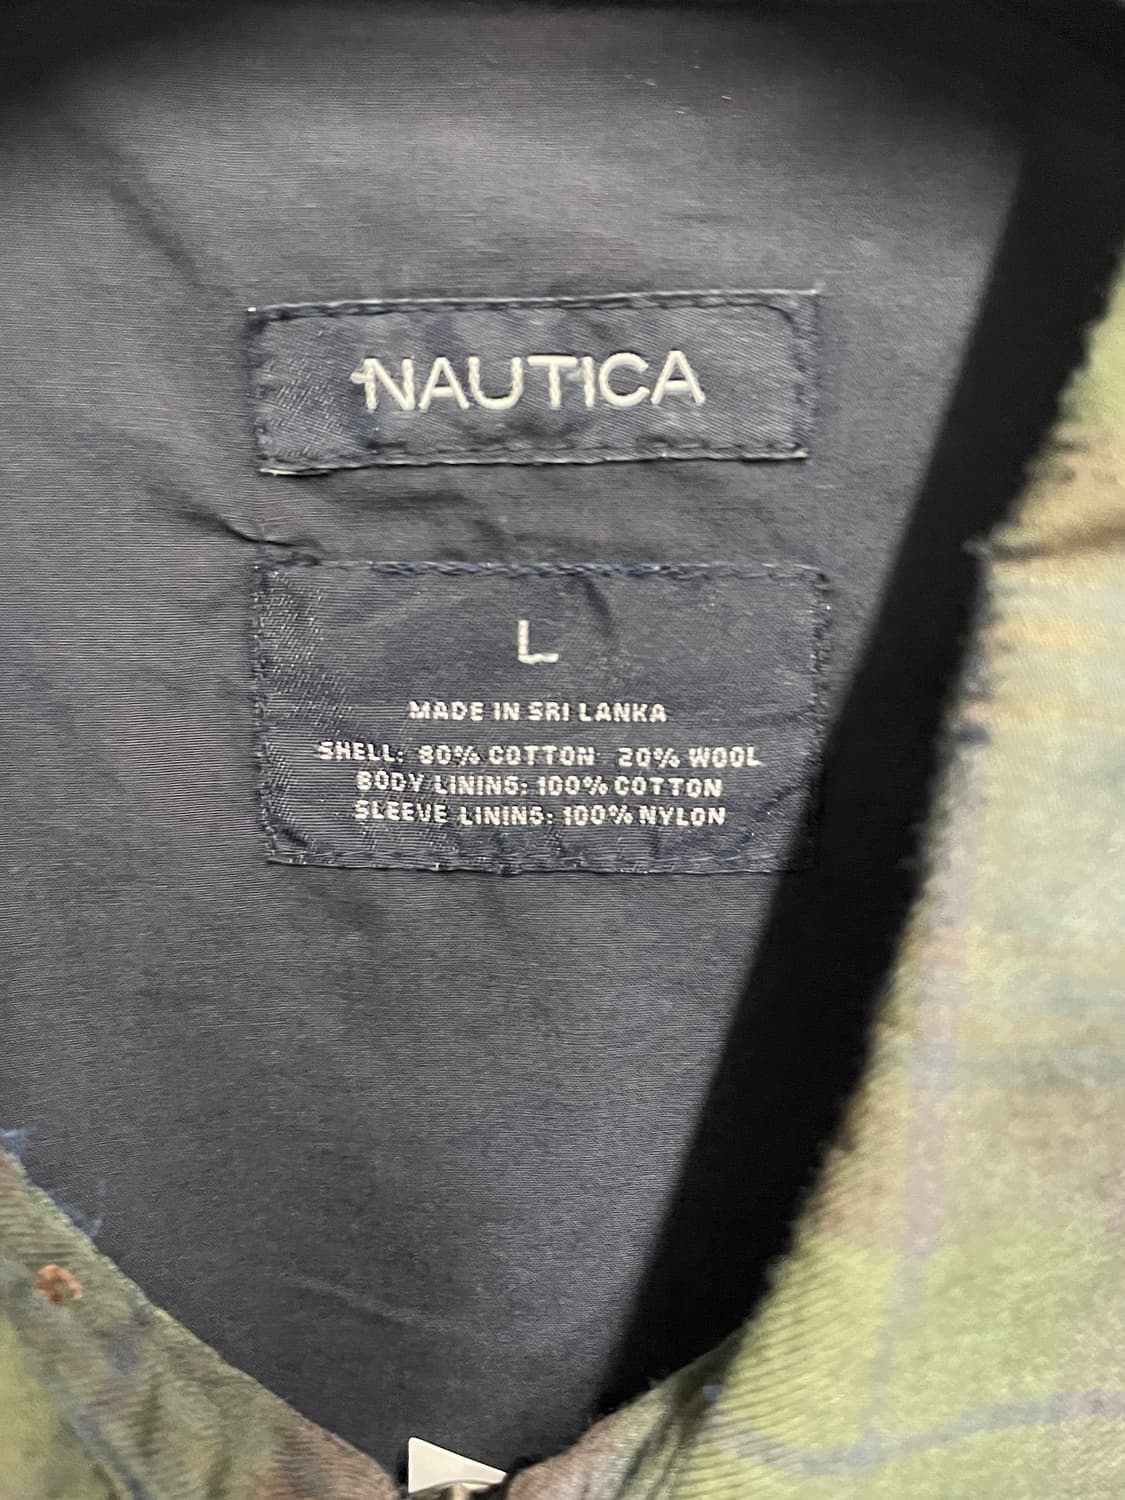 NAUTICA
L
MADE IN SRI LANKA
SHELL: 80% COTTON 20% WOOL
BODY LINING: 100% COTTON
SLEEVE LINING: 100% NYLON